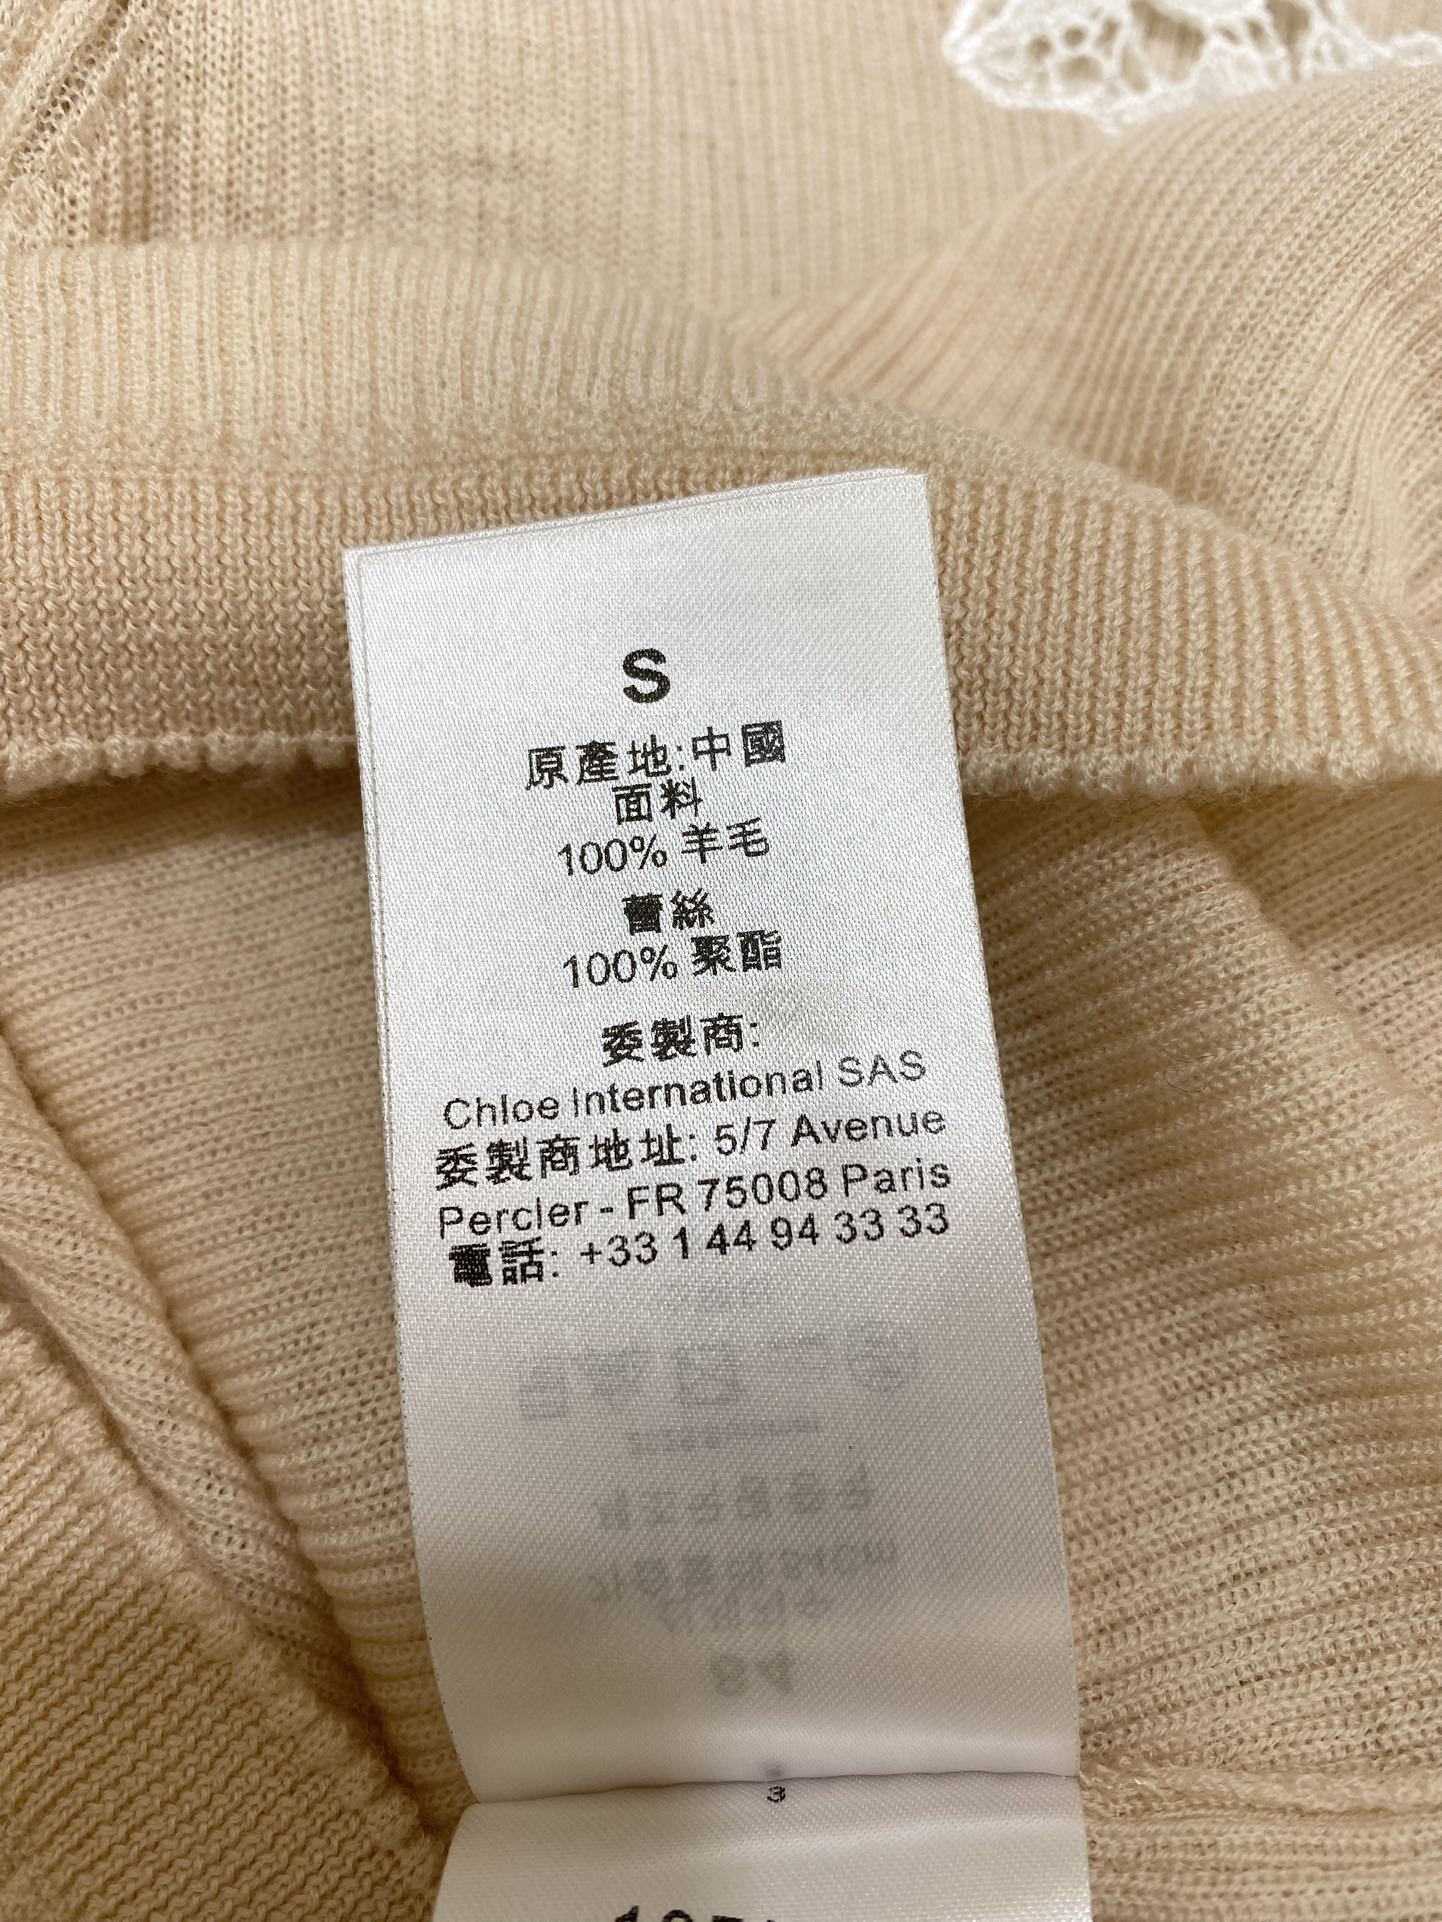 S
原產地:中國
面料
100% 羊毛
蕾絲
100% 聚酯
委製商:
Chloe International SAS
委製商地址: 5/7 Avenue
Percier - FR 75008 Paris
電話: +33 1 44 94 33 33
3